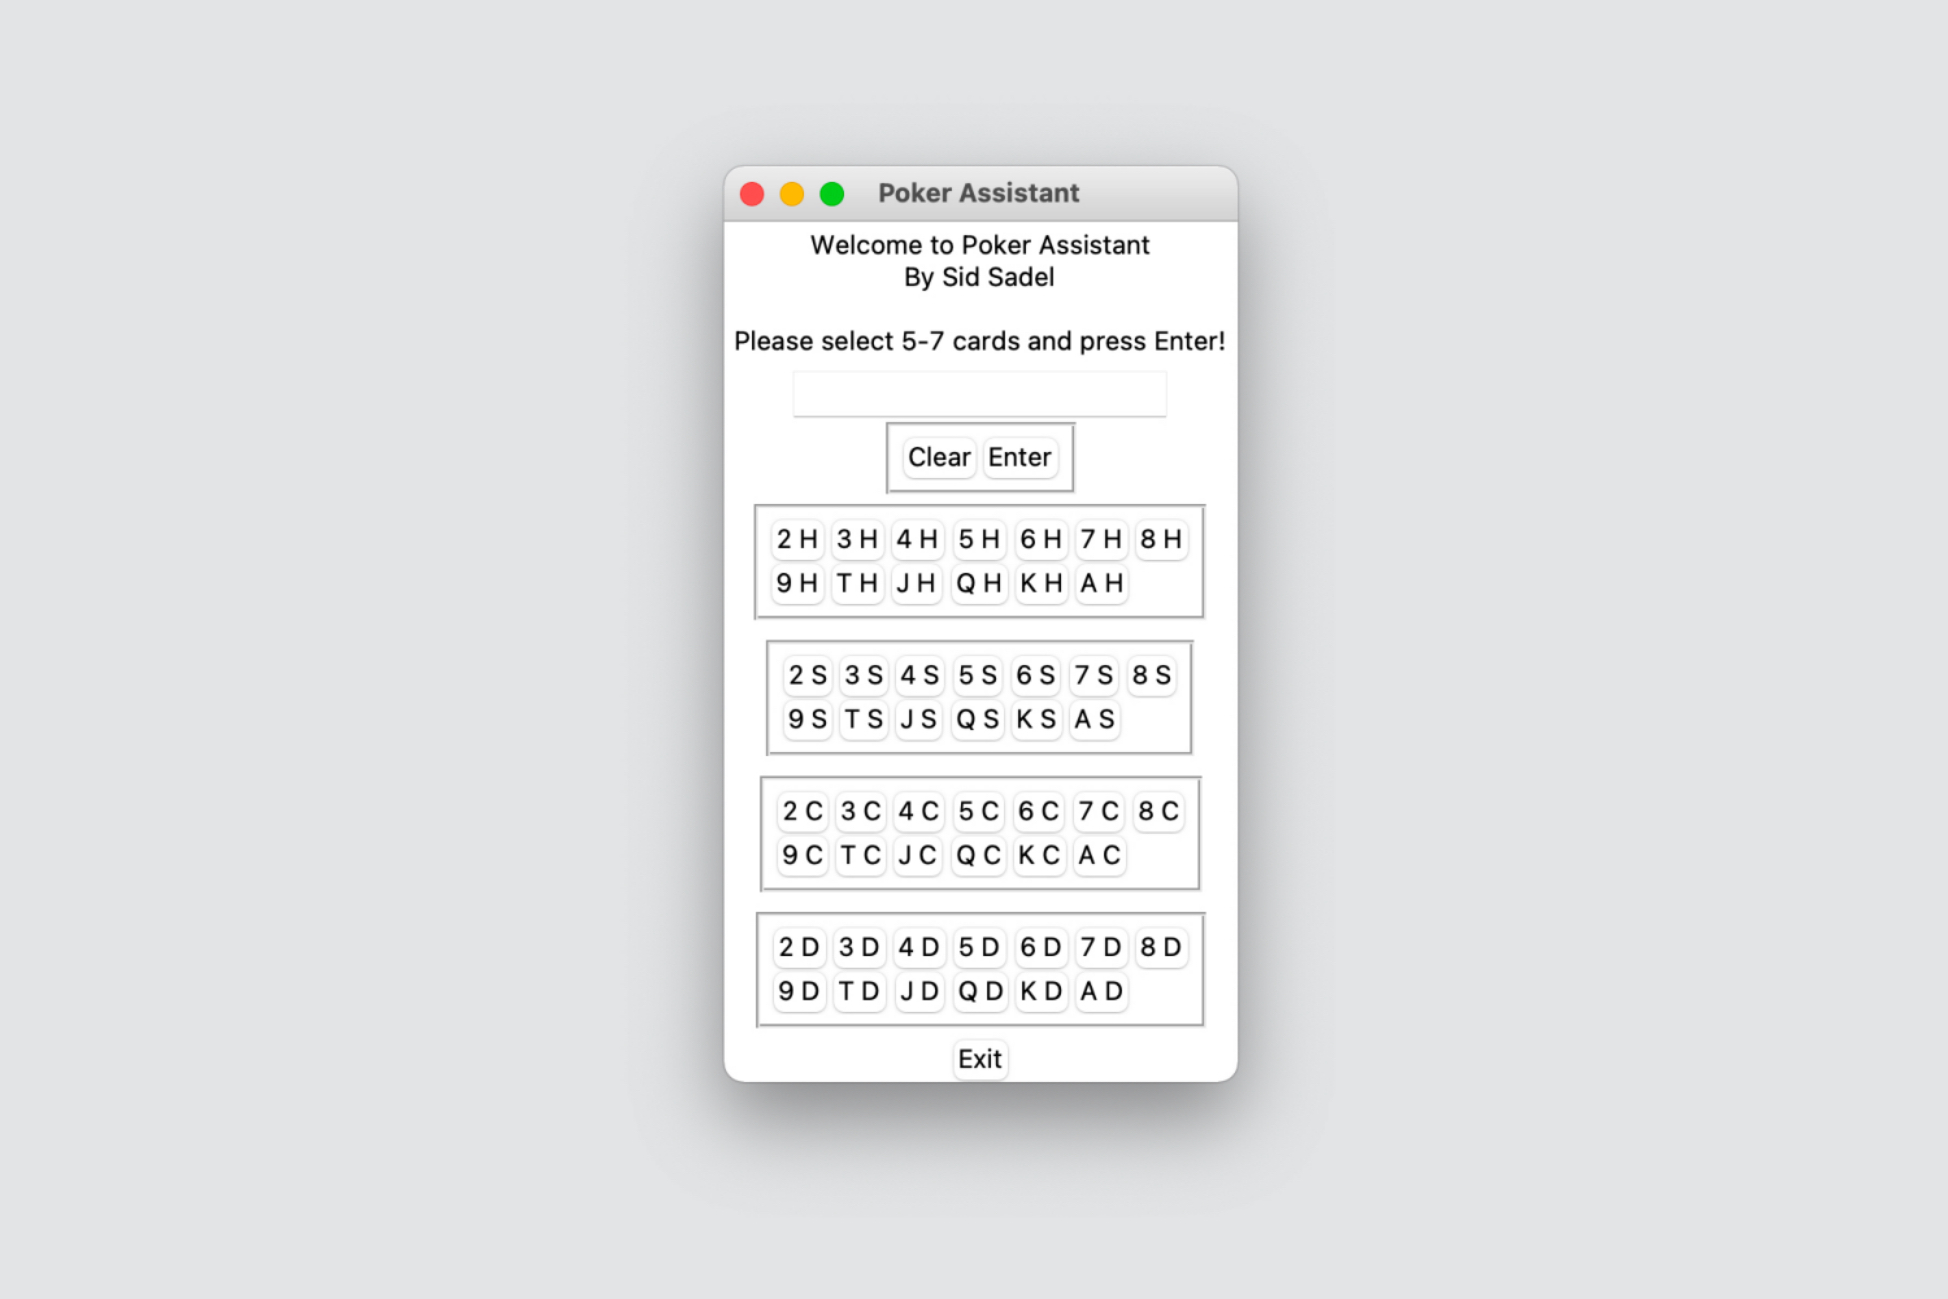 Poker Assistant
Welcome to Poker Assistant
By Sid Sadel
Please select 5-7 cards and press Enter!
Clear Enter
2 H 3 H 4 H 5 H 6 H 7 H 8 H
9 H T H J H Q H K H A H
2 S 3 S 4 S 5 S 6 S 7 S 8 S
9 S T S J S Q S K S A S
2 C 3 C 4 C 5 C 6 C 7 C 8 C
9 C T C J C Q C K C A C
2 D 3 D 4 D 5 D 6 D 7 D 8 D
9 D T D J D Q D K D A D
Exit